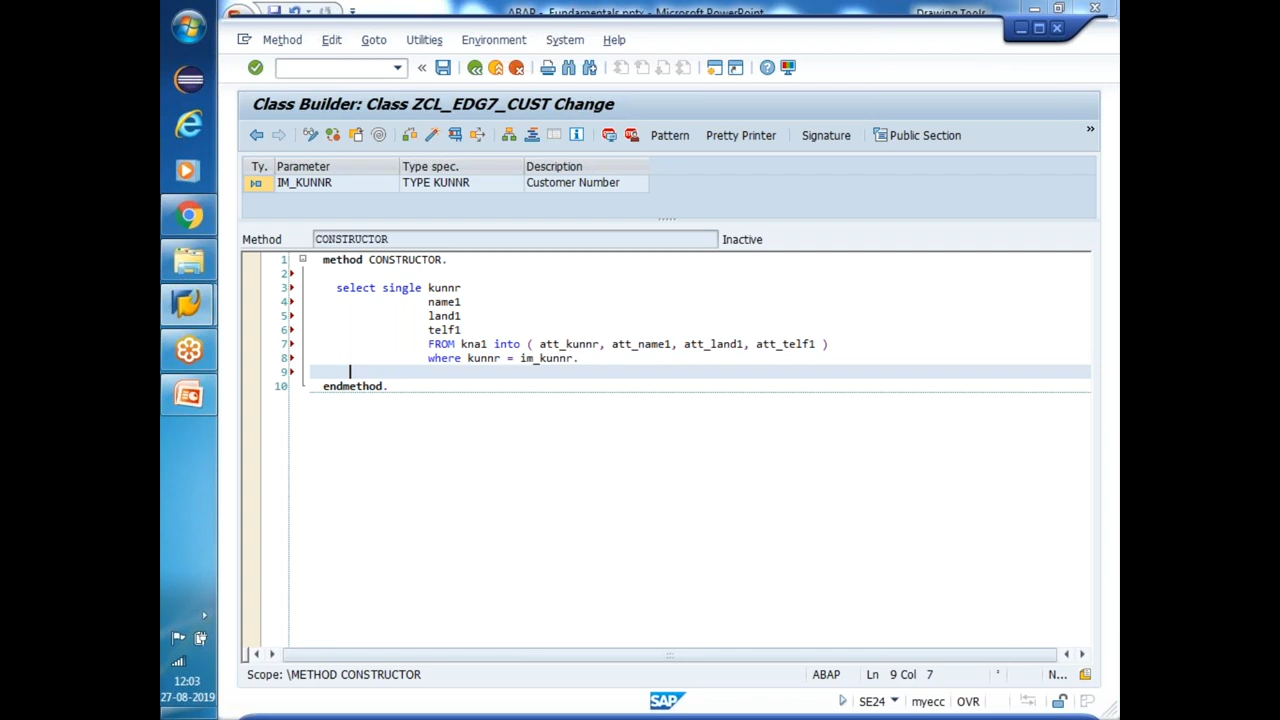 ABAP - Fundamentals.pptx - Microsoft PowerPoint
Drawing Tools
Method Edit Goto Utilities Environment System Help
Class Builder: Class ZCL_EDG7_CUST Change
Pattern Pretty Printer Signature Public Section
Ty. Parameter Type spec. Description
IM_KUNNR TYPE KUNNR Customer Number
Method CONSTRUCTOR Inactive
1 method CONSTRUCTOR.
2
3 select single kunnr
4 name1
5 land1
6 telf1
7 FROM kna1 into ( att_kunnr, att_name1, att_land1, att_telf1 )
8 where kunnr = im_kunnr.
9
10 endmethod.
Scope: \METHOD CONSTRUCTOR ABAP Ln 9 Col 7 N...
SAP SE24 myecc OVR
12:03
27-08-2019